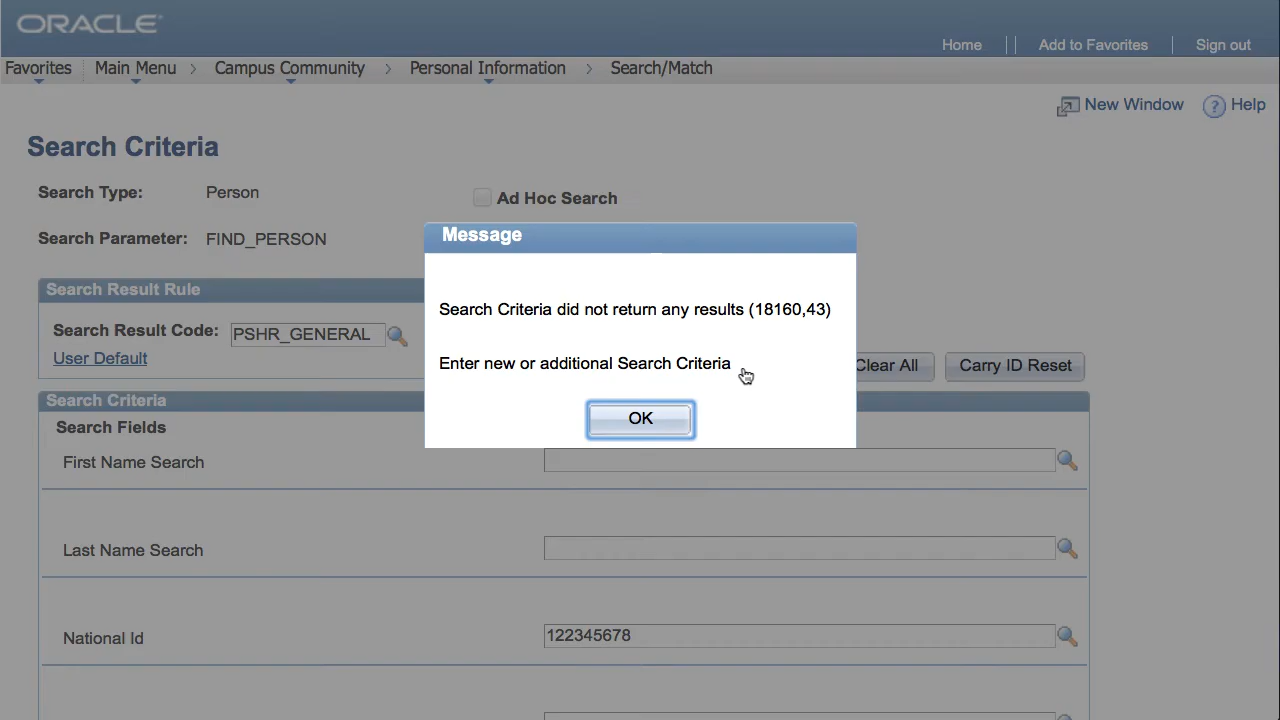 ORACLE
Home Add to Favorites Sign out
Favorites Main Menu > Campus Community > Personal Information > Search/Match
New Window ? Help
Search Criteria
Search Type: Person
Ad Hoc Search
Search Parameter: FIND_PERSON
Message
Search Criteria did not return any results (18160,43)
Enter new or additional Search Criteria
OK
Search Result Rule
Search Result Code: PSHR_GENERAL
User Default
Clear All Carry ID Reset
Search Criteria
Search Fields
First Name Search
Last Name Search
National Id 122345678